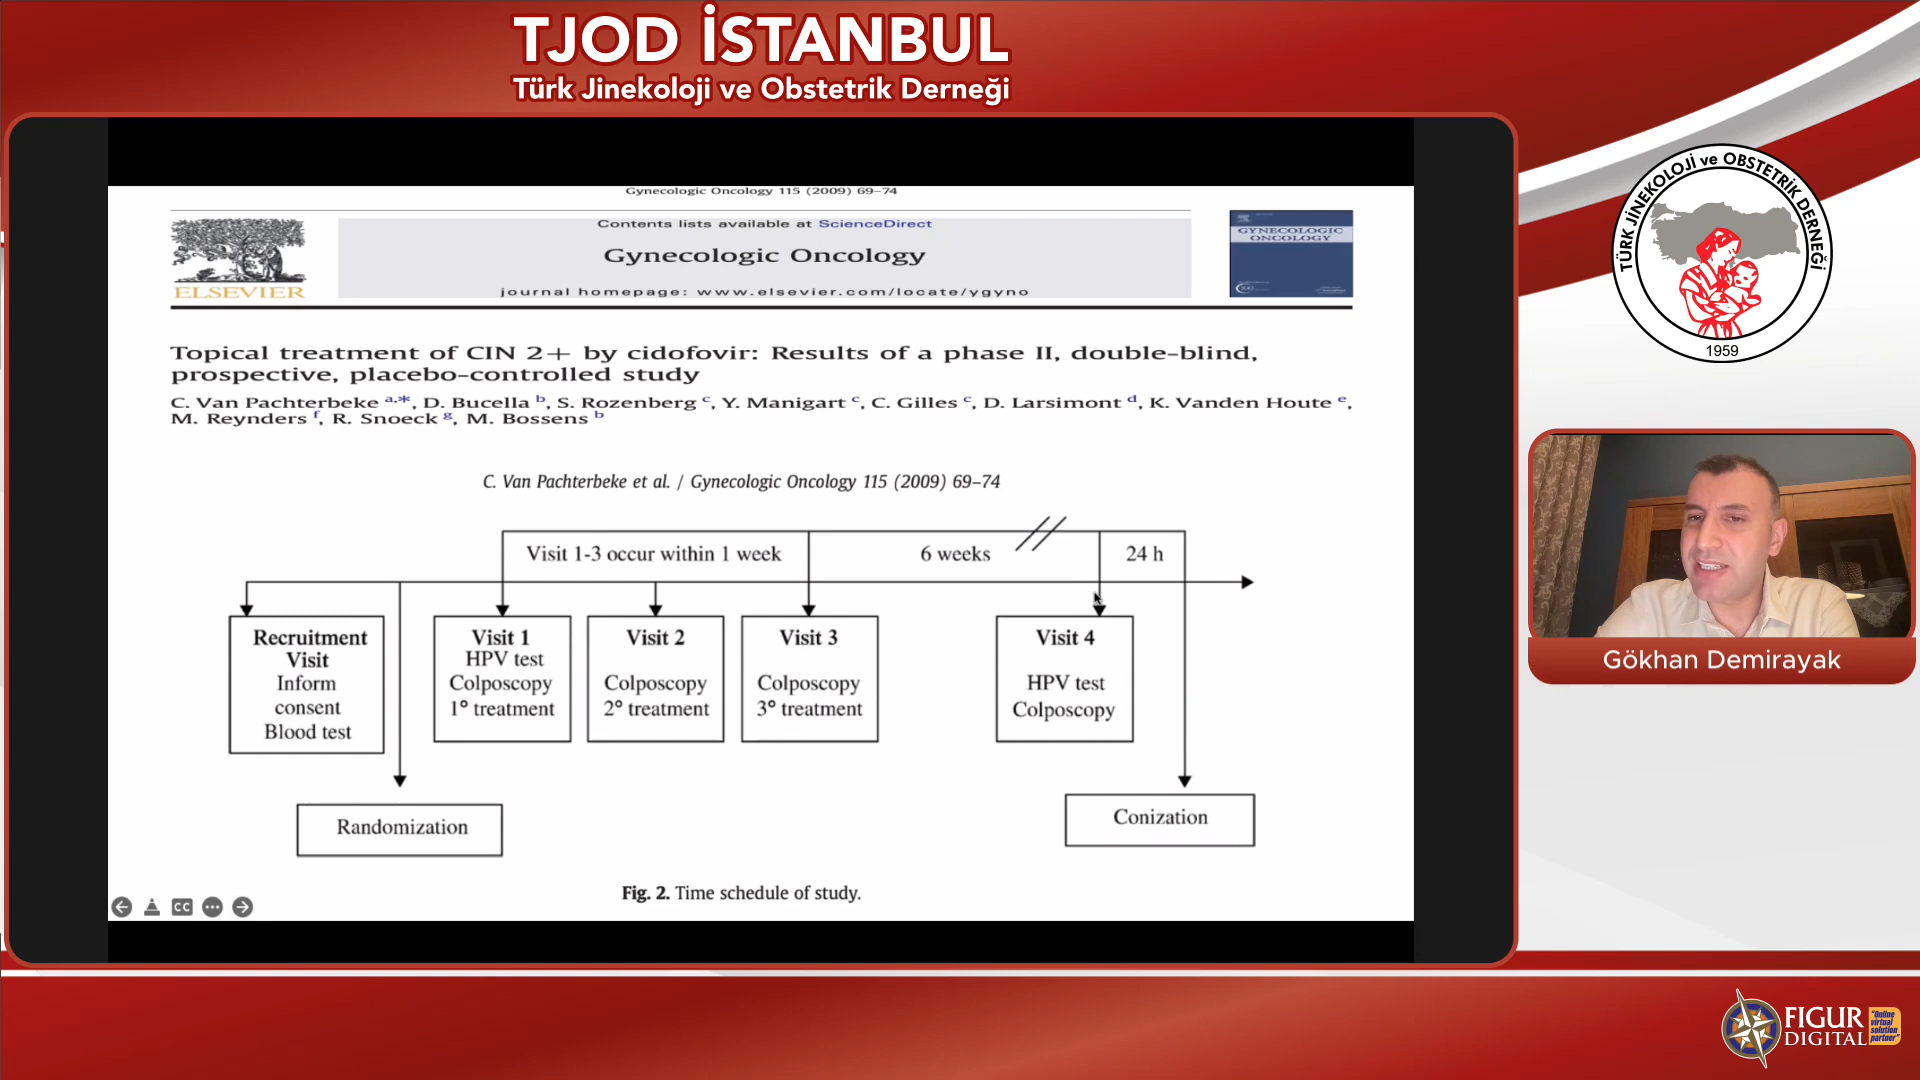 TJOD İSTANBUL
Türk Jinekoloji ve Obstetrik Derneği
Gynecologic Oncology 115 (2009) 69–74
Contents lists available at ScienceDirect
Gynecologic Oncology
journal homepage: www.elsevier.com/locate/ygyno
ELSEVIER
GYNECOLOGIC
ONCOLOGY
Topical treatment of CIN 2+ by cidofovir: Results of a phase II, double-blind,
prospective, placebo-controlled study
C. Van Pachterbeke a,*, D. Bucella b, S. Rozenberg c, Y. Manigart c, C. Gilles c, D. Larsimont d, K. Vanden Houte e,
M. Reynders f, R. Snoeck g, M. Bossens b
C. Van Pachterbeke et al. / Gynecologic Oncology 115 (2009) 69–74
Visit 1-3 occur within 1 week
6 weeks
24 h
Recruitment
Visit
Inform
consent
Blood test
Visit 1
HPV test
Colposcopy
1° treatment
Visit 2
Colposcopy
2° treatment
Visit 3
Colposcopy
3° treatment
Visit 4
HPV test
Colposcopy
Randomization
Conization
Fig. 2. Time schedule of study.
CC
TÜRK JİNEKOLOJİ ve OBSTETRİK DERNEĞİ
1959
Gökhan Demirayak
FIGUR
DIGITAL
"Online
virtual
solution
partner"